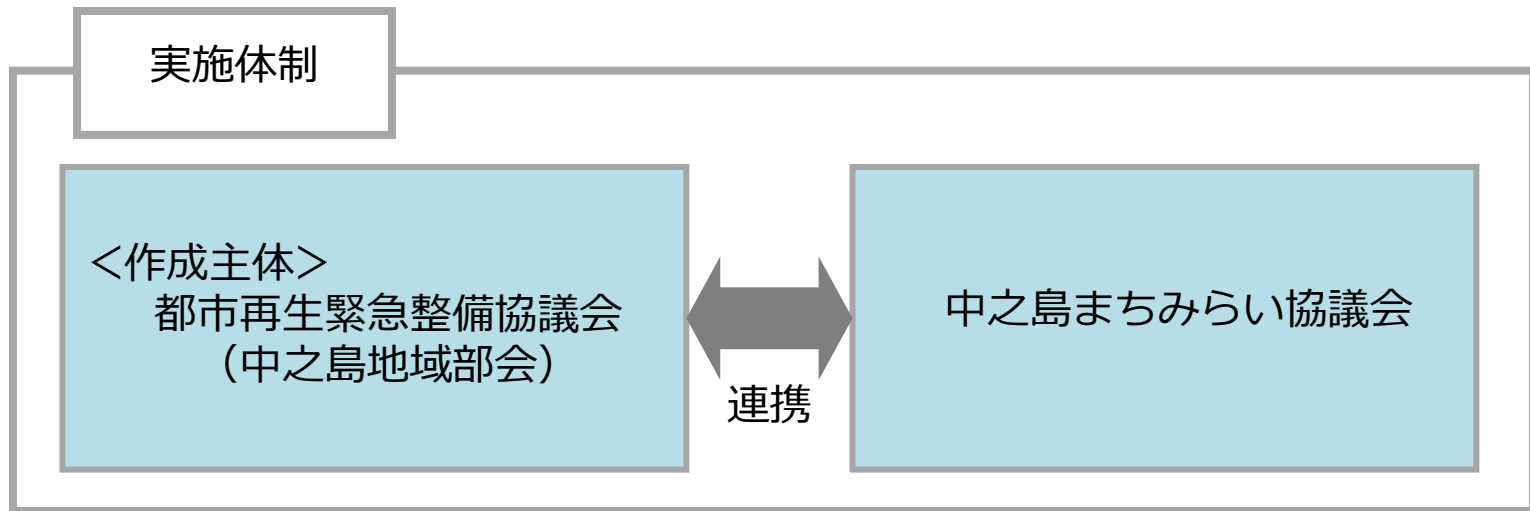 実施体制
＜作成主体＞
都市再生緊急整備協議会
（中之島地域部会）
連携
中之島まちみらい協議会